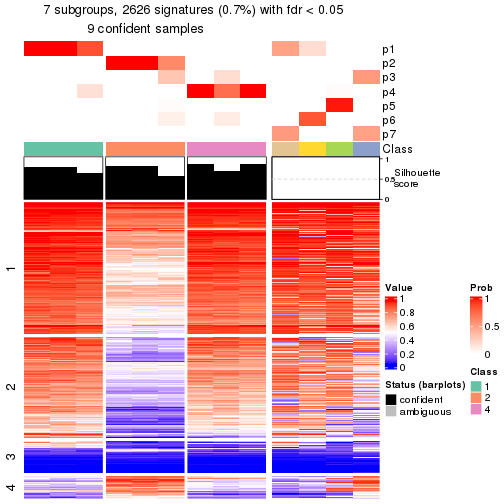 7 subgroups, 2626 signatures (0.7%) with fdr < 0.05
9 confident samples
p1
p2
p3
p4
p5
p6
p7
Class
1
0.5
0
Silhouette
score
1
2
3
4
Value
1
0.8
0.6
0.4
0.2
0
Prob
1
0.5
0
Status (barplots)
confident
ambiguous
Class
1
2
4